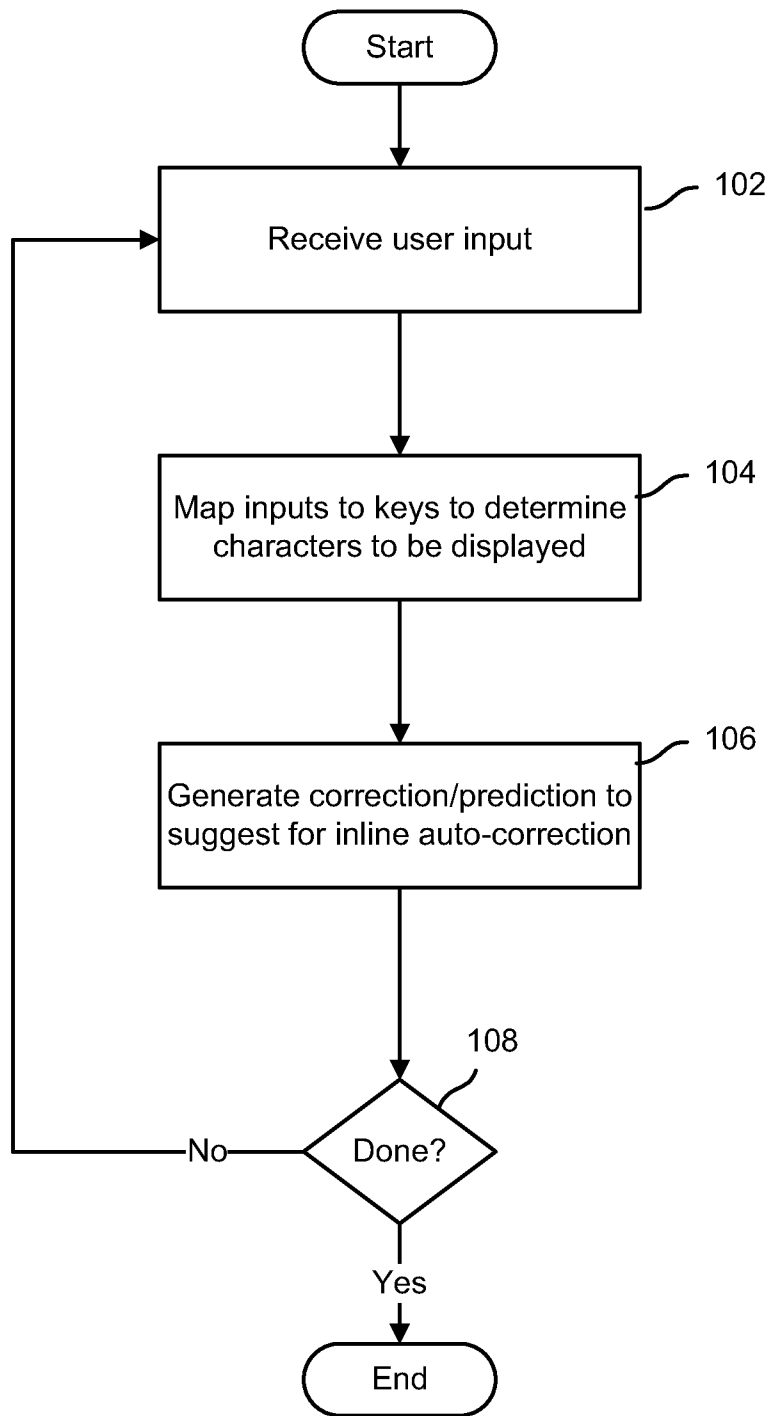 Start
102
Receive user input
104
Map inputs to keys to determine
characters to be displayed
106
Generate correction/prediction to
suggest for inline auto-correction
108
Done?
No
Yes
End